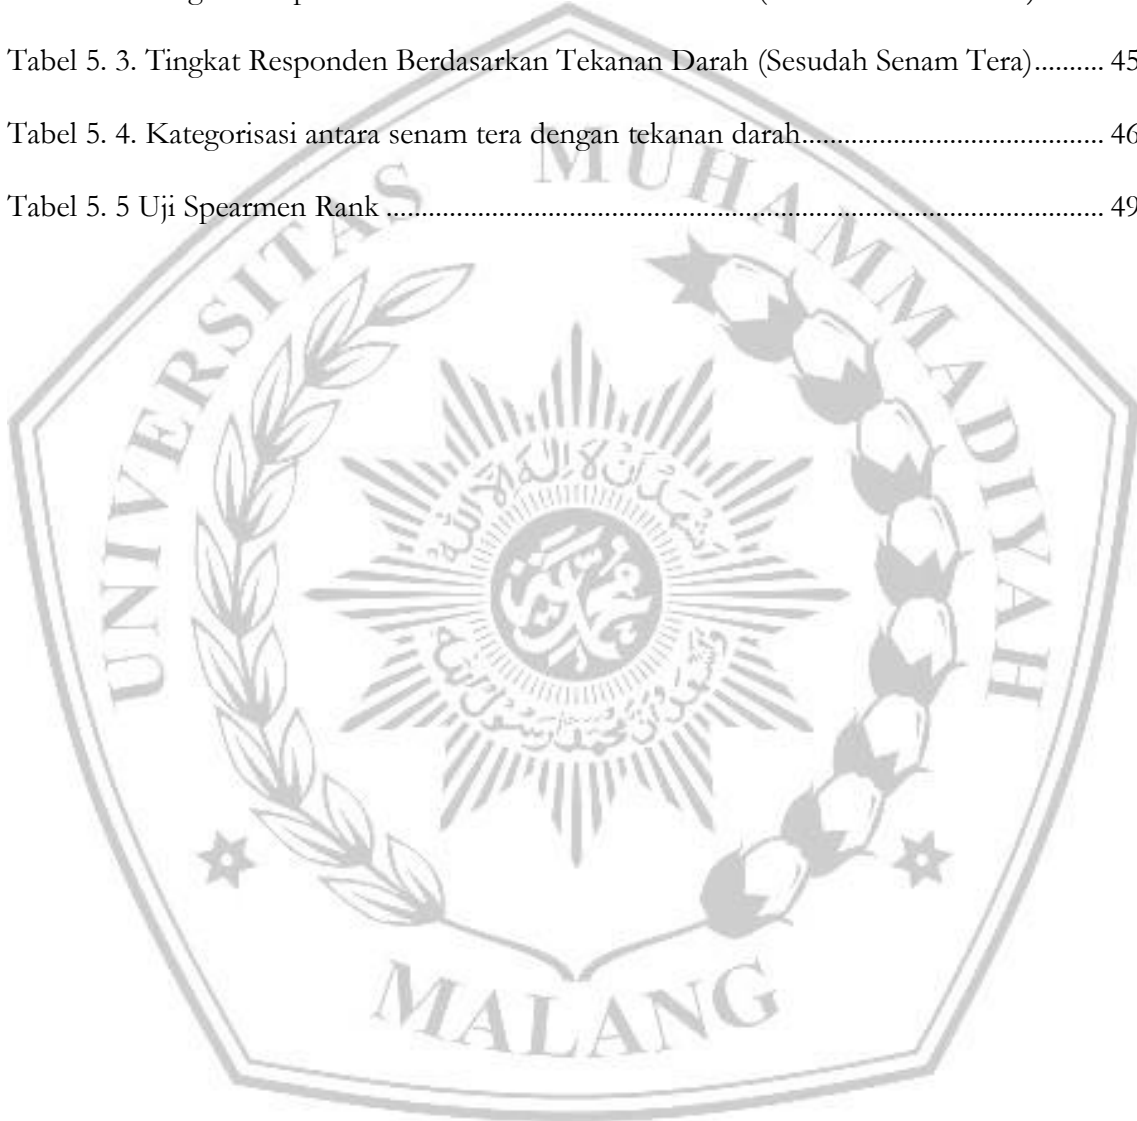 Tabel 5. 3. Tingkat Responden Berdasarkan Tekanan Darah (Sesudah Senam Tera).......... 45
Tabel 5. 4. Kategorisasi antara senam tera dengan tekanan darah...................................... 46
Tabel 5. 5 Uji Spearmen Rank .......................................................................................... 49
UNIVERSITAS MUHAMMADIYAH
MALANG